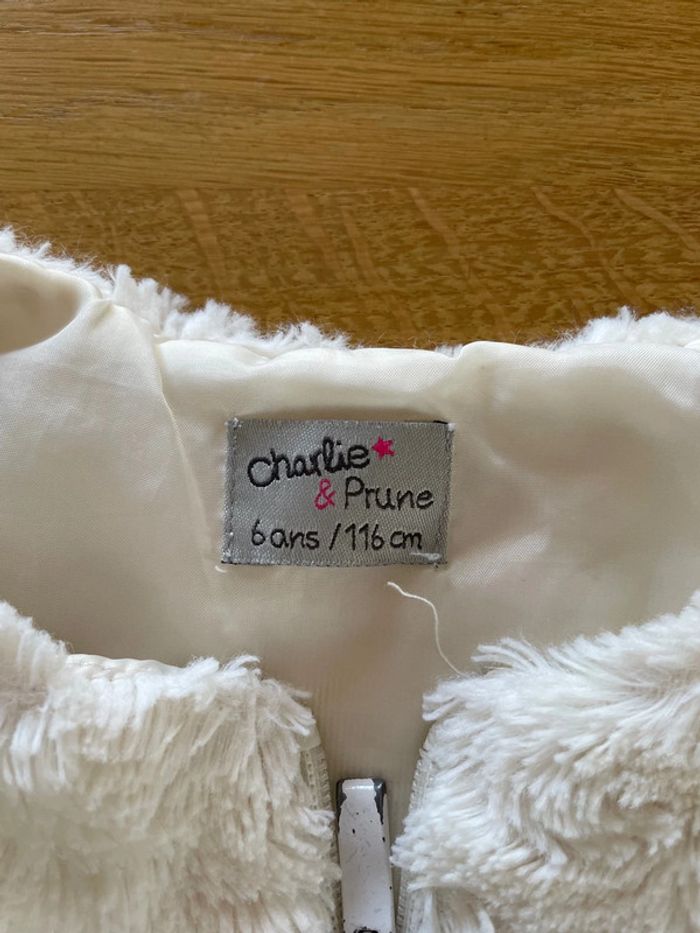 Charlie
& Prune
6 ans / 116 cm